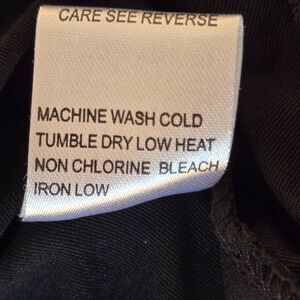 CARE SEE REVERSE
MACHINE WASH COLD
TUMBLE DRY LOW HEAT
NON CHLORINE BLEACH
IRON LOW